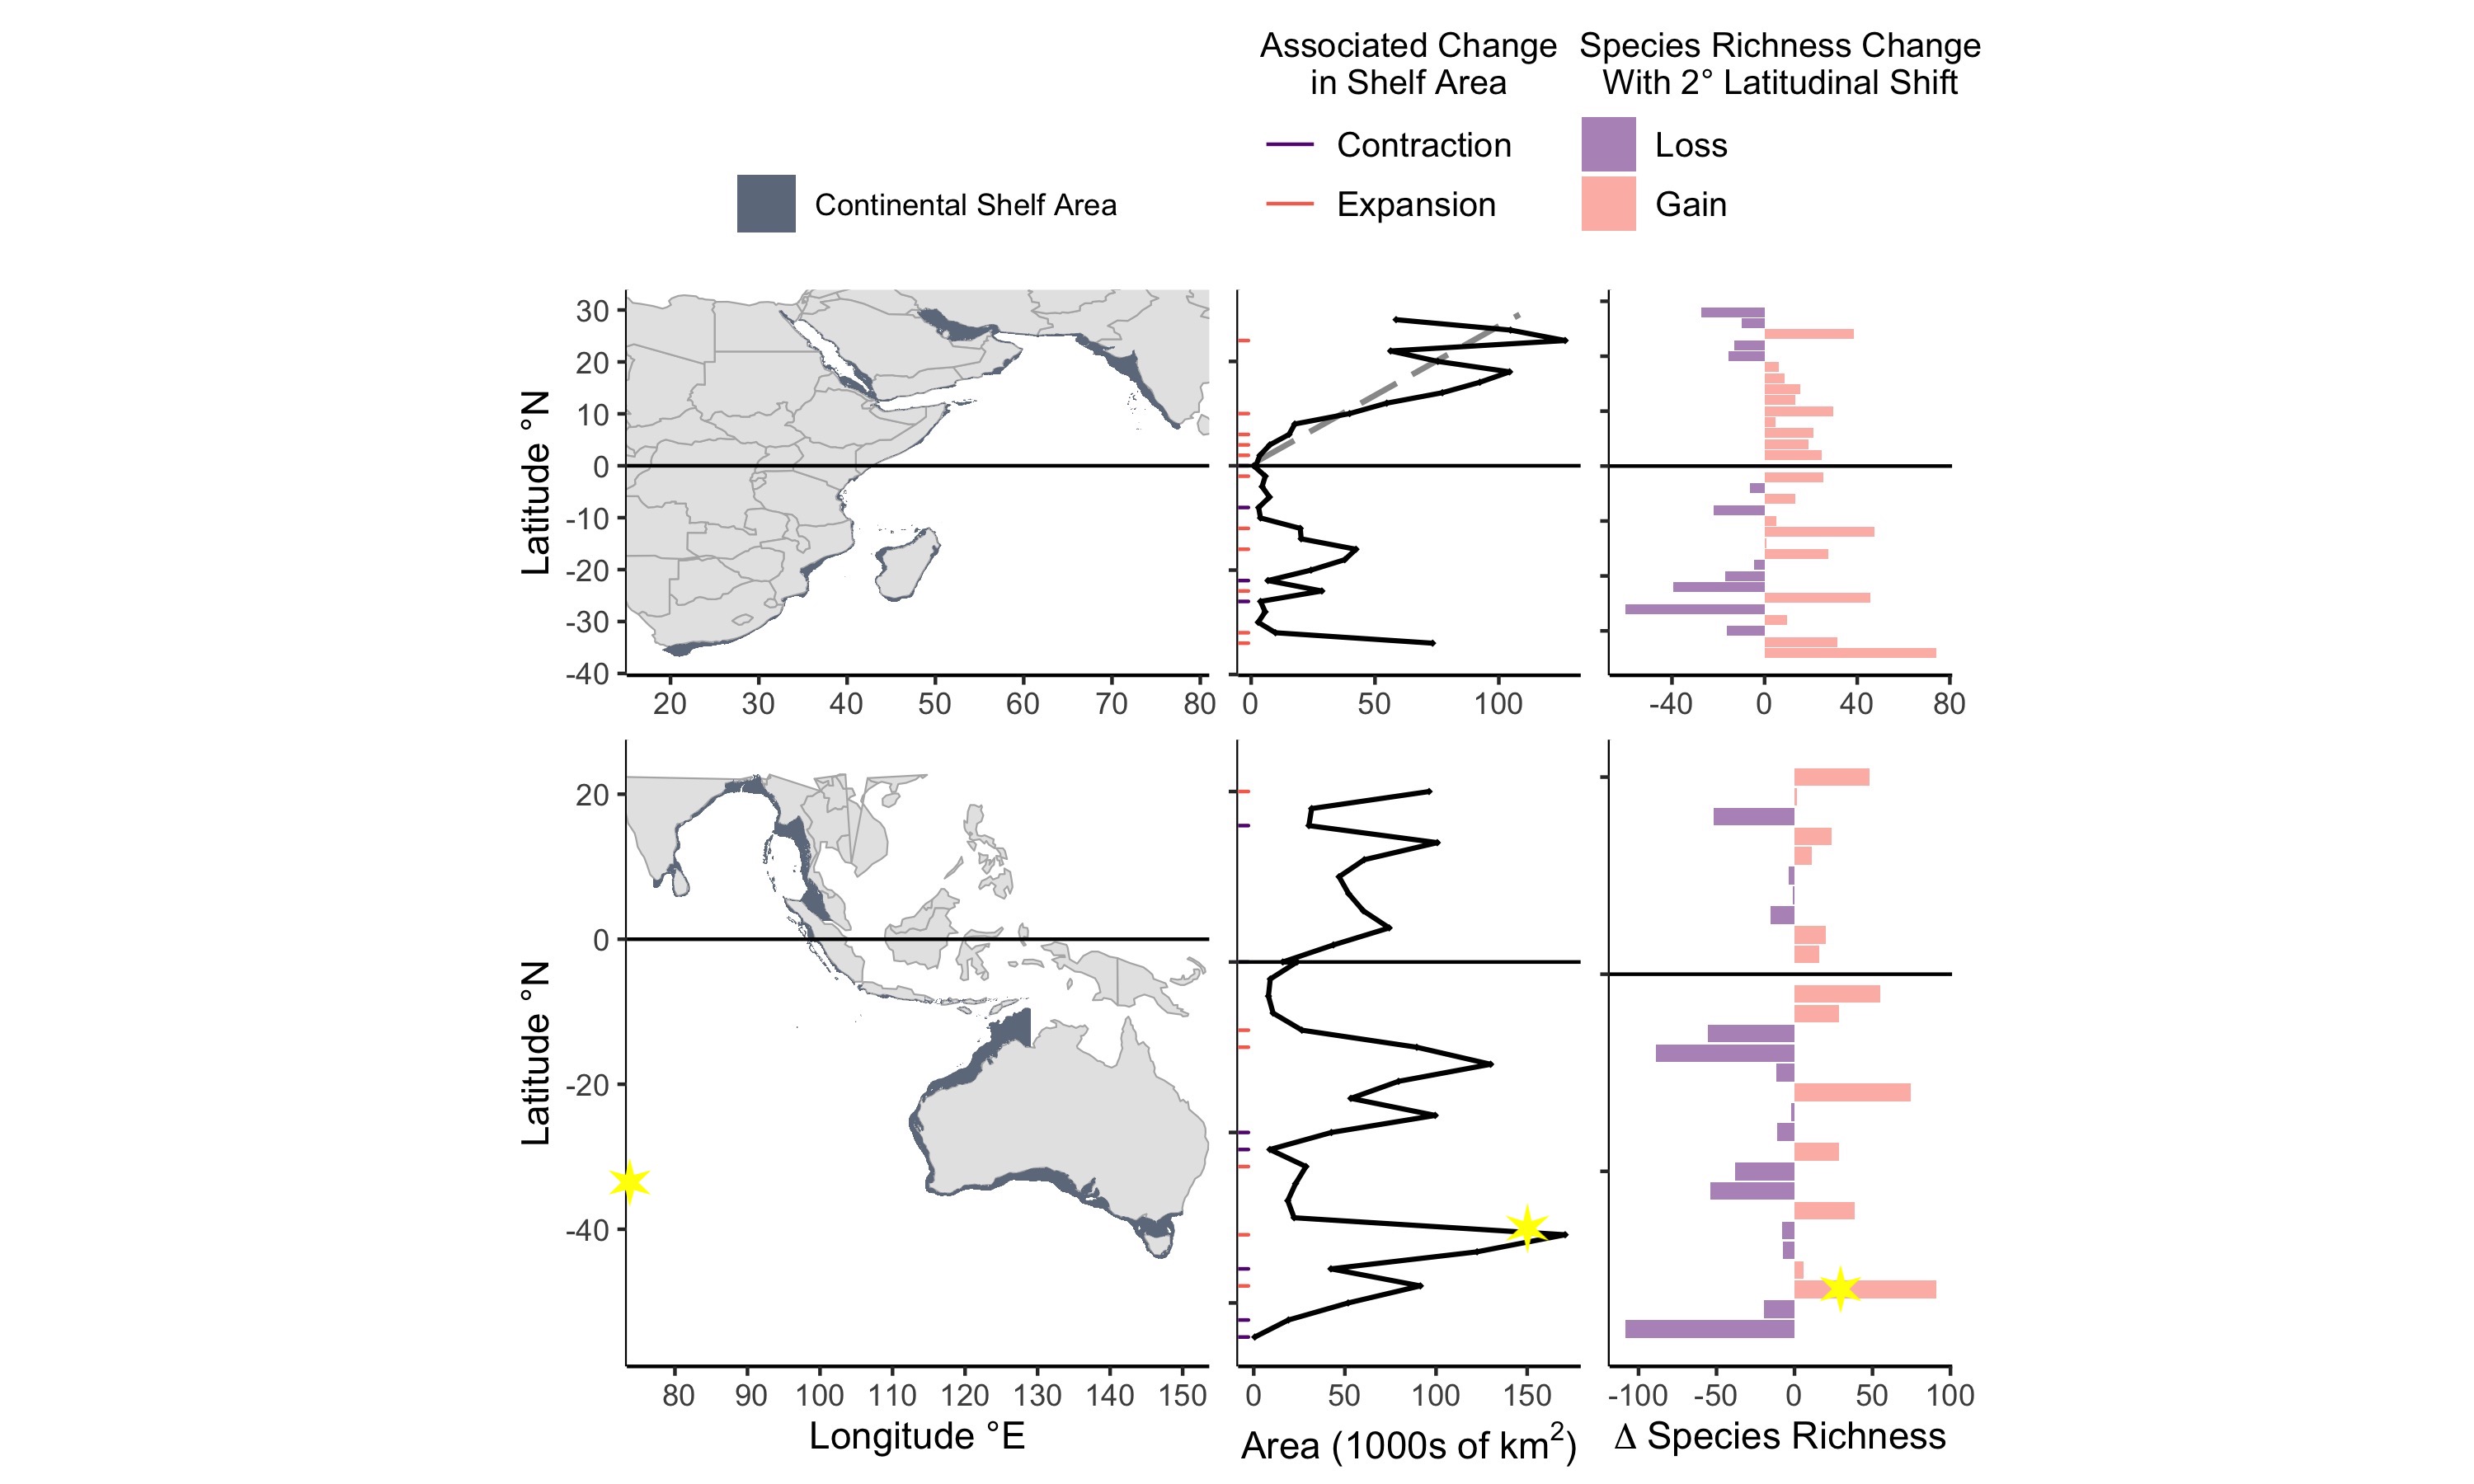 Associated Change
in Shelf Area
Species Richness Change
With 2° Latitudinal Shift
Contraction
Loss
Continental Shelf Area
Expansion
Gain
Latitude °N
30
20
10
0
-10
-20
-30
-40
20 30 40 50 60 70 80
0 50 100
-40 0 40 80
Latitude °N
20
0
-20
-40
80 90 100 110 120 130 140 150
0 50 100 150
-100 -50 0 50 100
Longitude °E
Area (1000s of km²)
Δ Species Richness